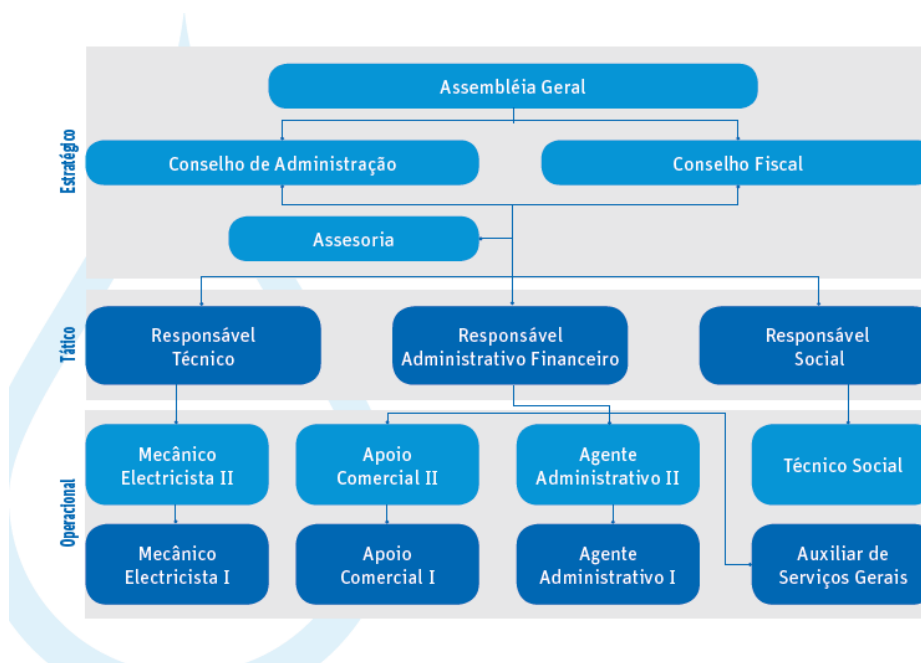 Estratégico
Assembléia Geral
Conselho de Administração
Conselho Fiscal
Assesoria
Tático
Responsável
Técnico
Responsável
Administrativo Financeiro
Responsável
Social
Operacional
Mecânico
Electricista II
Apoio
Comercial II
Agente
Administrativo II
Técnico Social
Mecânico
Electricista I
Apoio
Comercial I
Agente
Administrativo I
Auxiliar de
Serviços Gerais